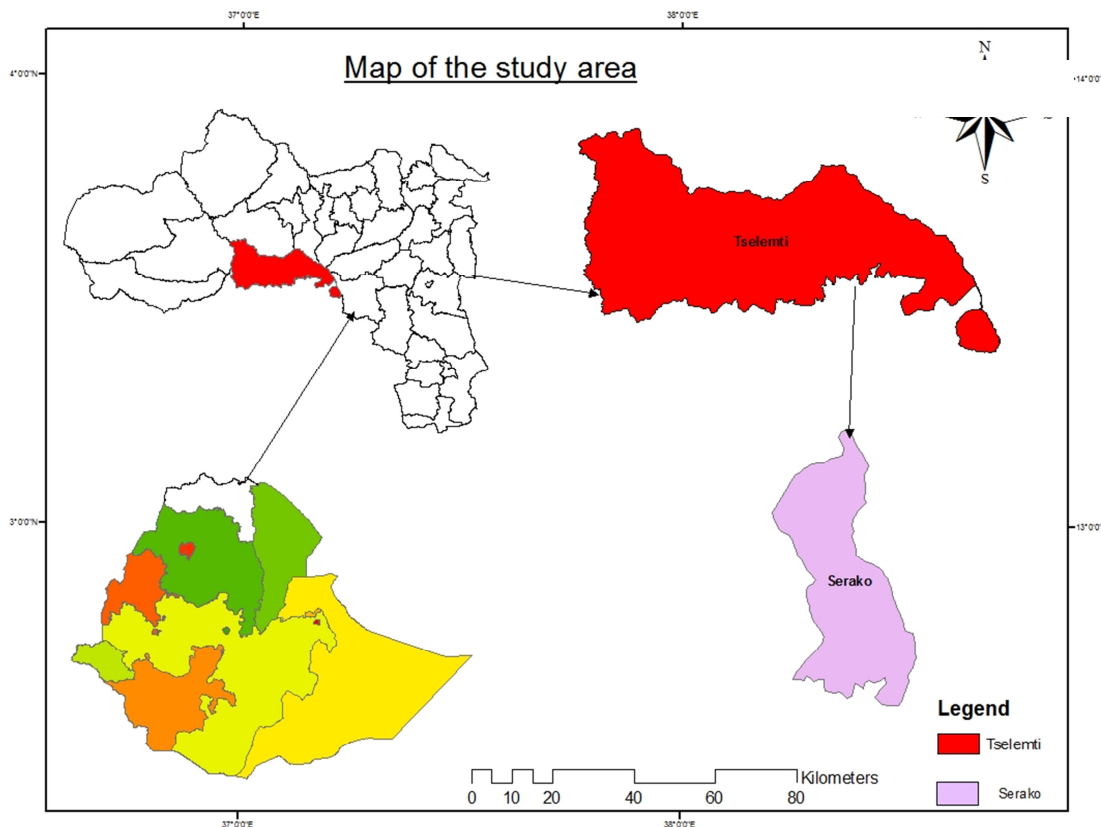 37°0'0"E
38°0'0"E
Map of the study area
N
4°0'0"N
14°0'0"
S
Tselemti
3°0'0"N
13°0'0"N
Serako
Legend
Tselemti
Serako
Kilometers
0 10 20 40 60 80
37°0'0"E
38°0'0"E